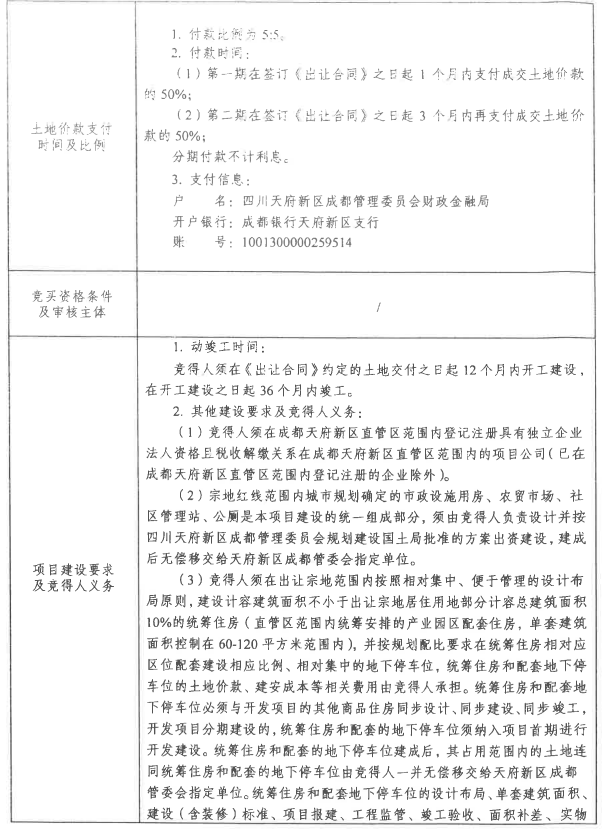 1. 付款比例为 5:5。
2. 付款时间：
（1）第一期在签订《出让合同》之日起 1 个月内支付成交土地价款
的 50%；
（2）第二期在签订《出让合同》之日起 3 个月内再支付成交土地价
款的 50%；
分期付款不计利息。
土地价款支付
时间及比例
3. 支付信息：
户 名：四川天府新区成都管理委员会财政金融局
开户银行：成都银行天府新区支行
账 号：1001300000259514
竞买资格条件
及审核主体
/
1. 动竣工时间：
竞得人须在《出让合同》约定的土地交付之日起 12 个月内开工建设，
在开工建设之日起 36 个月内竣工。
2. 其他建设要求及竞得人义务：
（1）竞得人须在成都天府新区直管区范围内登记注册具有独立企业
法人资格且税收解缴关系在成都天府新区直管区范围内的项目公司（已在
成都天府新区直管区范围内登记注册的企业除外）。
（2）宗地红线范围内城市规划确定的市政设施用房、农贸市场、社
区管理站、公厕是本项目建设的统一组成部分，须由竞得人负责设计并按
四川天府新区成都管理委员会规划建设国土局批准的方案出资建设，建成
后无偿移交给天府新区成都管委会指定单位。
项目建设要求
及竞得人义务
（3）竞得人须在出让宗地范围内按照相对集中、便于管理的设计布
局原则，建设计容建筑面积不小于出让宗地居住用地部分计容总建筑面积
10%的统筹住房（直管区范围内统筹安排的产业园区配套住房，单套建筑
面积控制在 60-120 平方米范围内），并按规划配比要求在统筹住房相对应
区位配套建设相应比例、相对集中的地下停车位，统筹住房和配套地下停
车位的土地价款、建安成本等相关费用由竞得人承担。统筹住房和配套地
下停车位必须与开发项目的其他商品住房同步设计、同步建设、同步竣工，
开发项目分期建设的，统筹住房和配套的地下停车位须纳入项目首期进行
开发建设。统筹住房和配套的地下停车位建成后，其占用范围内的土地连
同统筹住房和配套的地下停车位由竞得人一并无偿移交给天府新区成都
管委会指定单位。统筹住房和配套地下停车位的设计布局、单套建筑面积、
建设（含装修）标准、项目报建、工程监管、竣工验收、面积补差、实物